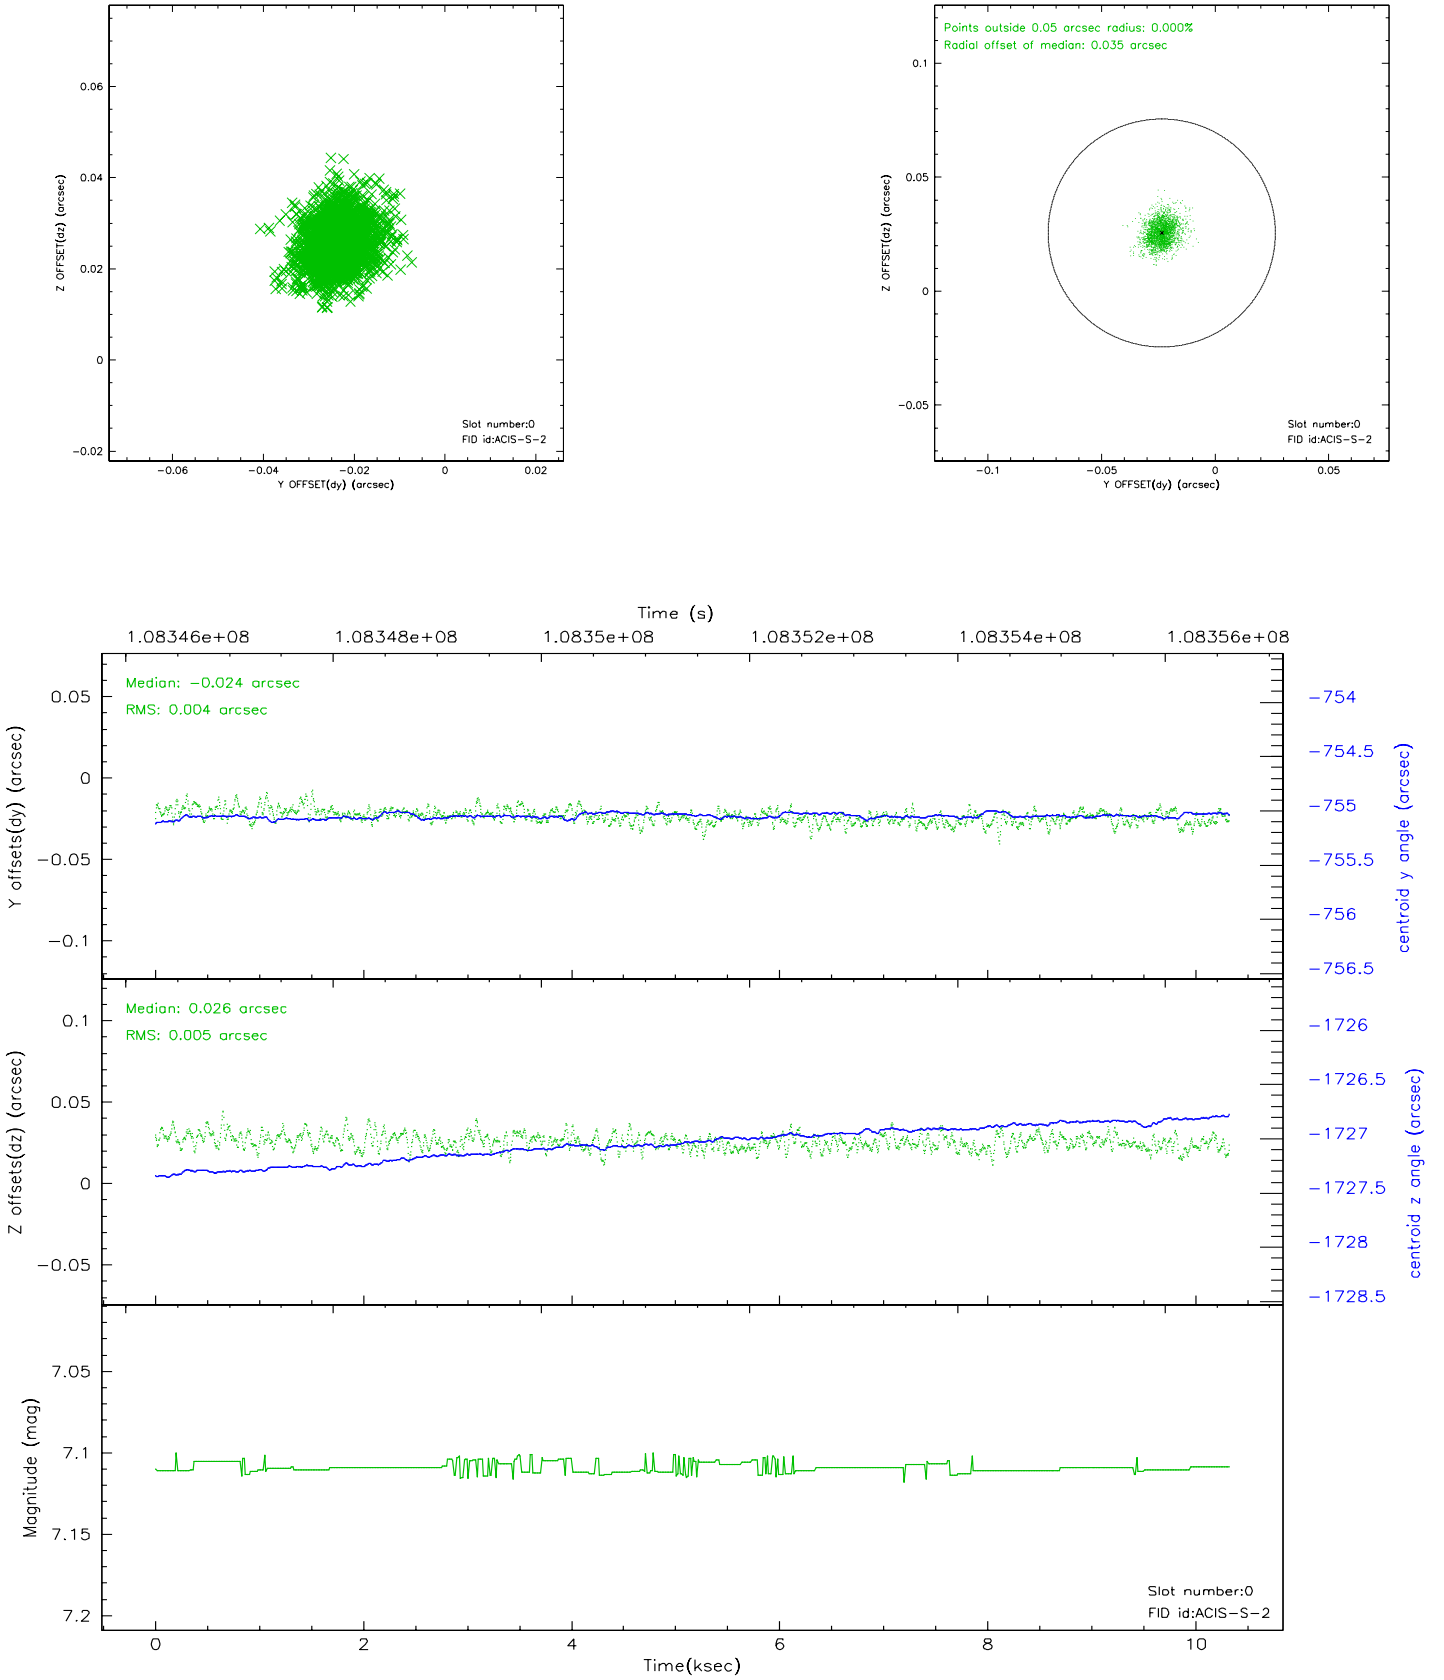 0.06
0.04
0.02
0
−0.02
Z OFFSET(dz) (arcsec)
Slot number:0
FID id:ACIS−S−2
−0.06
−0.04
−0.02
0
0.02
Y OFFSET(dy) (arcsec)
Points outside 0.05 arcsec radius: 0.000%
Radial offset of median: 0.035 arcsec
0.1
0.05
0
−0.05
Z OFFSET(dz) (arcsec)
Slot number:0
FID id:ACIS−S−2
−0.1
−0.05
0
0.05
Y OFFSET(dy) (arcsec)
Time (s)
1.08346e+08
1.08348e+08
1.0835e+08
1.08352e+08
1.08354e+08
1.08356e+08
Median: −0.024 arcsec
RMS: 0.004 arcsec
0.05
0
−0.05
−0.1
Y offsets(dy) (arcsec)
−754
−754.5
−755
−755.5
−756
−756.5
centroid y angle (arcsec)
Median: 0.026 arcsec
RMS: 0.005 arcsec
0.1
0.05
0
−0.05
Z offsets(dz) (arcsec)
−1726
−1726.5
−1727
−1727.5
−1728
−1728.5
centroid z angle (arcsec)
7.05
7.1
7.15
7.2
Magnitude (mag)
Slot number:0
FID id:ACIS−S−2
0
2
4
6
8
10
Time(ksec)